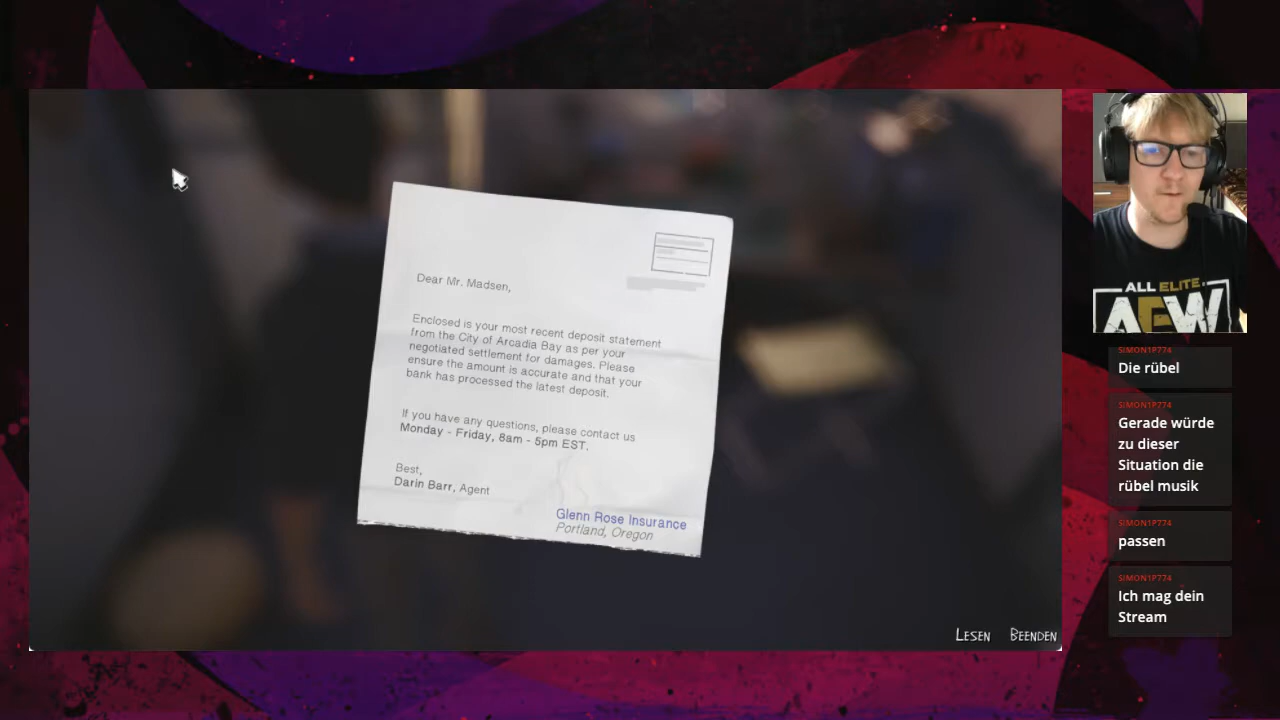 Dear Mr. Madsen,
Enclosed is your most recent deposit statement
from the City of Arcadia Bay as per your
negotiated settlement for damages. Please
ensure the amount is accurate and that your
bank has processed the latest deposit.
If you have any questions, please contact us
Monday - Friday, 8am - 5pm EST.
Best,
Darin Barr, Agent
Glenn Rose Insurance
Portland, Oregon
LESEN BEENDEN
ALL ELITE
AEW
SIMON1P774
Die rübel
SIMON1P774
Gerade würde
zu dieser
Situation die
rübel musik
SIMON1P774
passen
SIMON1P774
Ich mag dein
Stream